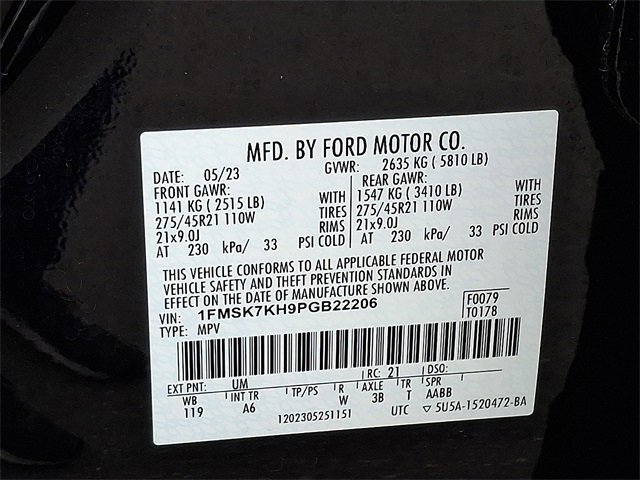 MFD. BY FORD MOTOR CO.
DATE: 05/23 GVWR: 2635 KG ( 5810 LB)
FRONT GAWR: REAR GAWR:
1141 KG ( 2515 LB) WITH 1547 KG ( 3410 LB) WITH
275/45R21 110W TIRES 275/45R21 110W TIRES
21x9.0J RIMS 21x9.0J RIMS
AT 230 kPa/ 33 PSI COLD AT 230 kPa/ 33 PSI COLD
THIS VEHICLE CONFORMS TO ALL APPLICABLE FEDERAL MOTOR
VEHICLE SAFETY AND THEFT PREVENTION STANDARDS IN
EFFECT ON THE DATE OF MANUFACTURE SHOWN ABOVE.
VIN: 1FMSK7KH9PGB22206 F0079
TYPE: MPV T0178
EXT PNT: UM RC: 21 DSO:
WB INT TR TP/PS R AXLE TR SPR
119 A6 W 3B T AABB
1202305251151 UTC ▽ 5U5A-1520472-BA